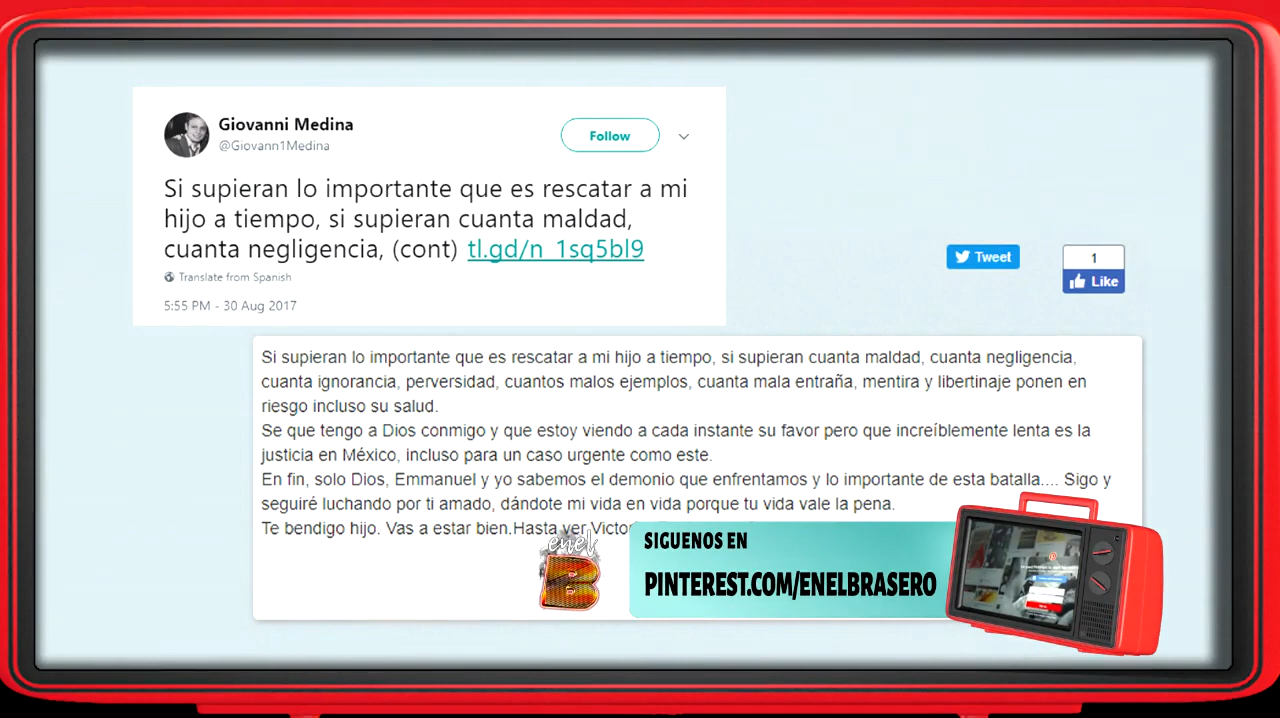 Giovanni Medina
@Giovann1Medina
Follow
Si supieran lo importante que es rescatar a mi
hijo a tiempo, si supieran cuanta maldad,
cuanta negligencia, (cont) tl.gd/n_1sq5bl9
Translate from Spanish
5:55 PM - 30 Aug 2017
Tweet
1
Like
Si supieran lo importante que es rescatar a mi hijo a tiempo, si supieran cuanta maldad, cuanta negligencia,
cuanta ignorancia, perversidad, cuantos malos ejemplos, cuanta mala entraña, mentira y libertinaje ponen en
riesgo incluso su salud.
Se que tengo a Dios conmigo y que estoy viendo a cada instante su favor pero que increíblemente lenta es la
justicia en México, incluso para un caso urgente como este.
En fin, solo Dios, Emmanuel y yo sabemos el demonio que enfrentamos y lo importante de esta batalla.... Sigo y
seguiré luchando por ti amado, dándote mi vida en vida porque tu vida vale la pena.
Te bendigo hijo. Vas a estar bien.Hasta ver
enel
B
SIGUENOS EN
PINTEREST.COM/ENELBRASERO